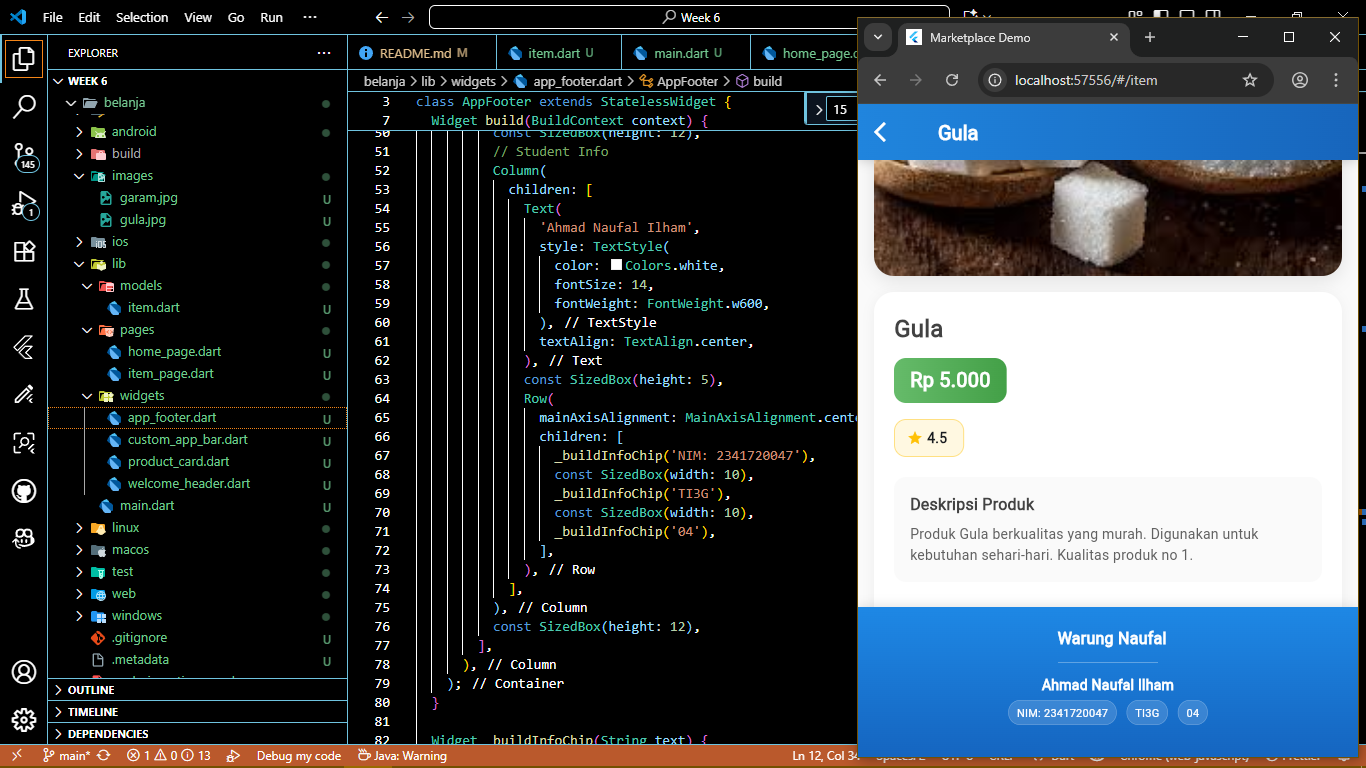 File Edit Selection View Go Run ··· Week 6
EXPLORER ···
WEEK 6
belanja
android
build
images
garam.jpg U
gula.jpg U
ios
lib
models
item.dart U
pages
home_page.dart U
item_page.dart U
widgets
app_footer.dart U
custom_app_bar.dart U
product_card.dart U
welcome_header.dart U
main.dart U
linux
macos
test
web
windows
.gitignore U
.metadata U
OUTLINE
TIMELINE
DEPENDENCIES
145
1
README.md M item.dart U main.dart U home_page.d
belanja > lib > widgets > app_footer.dart > AppFooter > build
15
3 class AppFooter extends StatelessWidget {
7 Widget build(BuildContext context) {
50 const SizedBox(height: 12),
51 // Student Info
52 Column(
53 children: [
54 Text(
55 'Ahmad Naufal Ilham',
56 style: TextStyle(
57 color: Colors.white,
58 fontSize: 14,
59 fontWeight: FontWeight.w600,
60 ), // TextStyle
61 textAlign: TextAlign.center,
62 ), // Text
63 const SizedBox(height: 5),
64 Row(
65 mainAxisAlignment: MainAxisAlignment.cente
66 children: [
67 _buildInfoChip('NIM: 2341720047'),
68 const SizedBox(width: 10),
69 _buildInfoChip('TI3G'),
70 const SizedBox(width: 10),
71 _buildInfoChip('04'),
72 ],
73 ), // Row
74 ],
75 ), // Column
76 const SizedBox(height: 12),
77 ],
78 ), // Column
79 ); // Container
80 }
81
82 Widget _buildInfoChip(String text) {
Marketplace Demo
localhost:57556/#/item
Gula
Gula
Rp 5.000
4.5
Deskripsi Produk
Produk Gula berkualitas yang murah. Digunakan untuk
kebutuhan sehari-hari. Kualitas produk no 1.
Warung Naufal
Ahmad Naufal Ilham
NIM: 2341720047 TI3G 04
main* 1 0 13 Debug my code Java: Warning Ln 12, Col 34